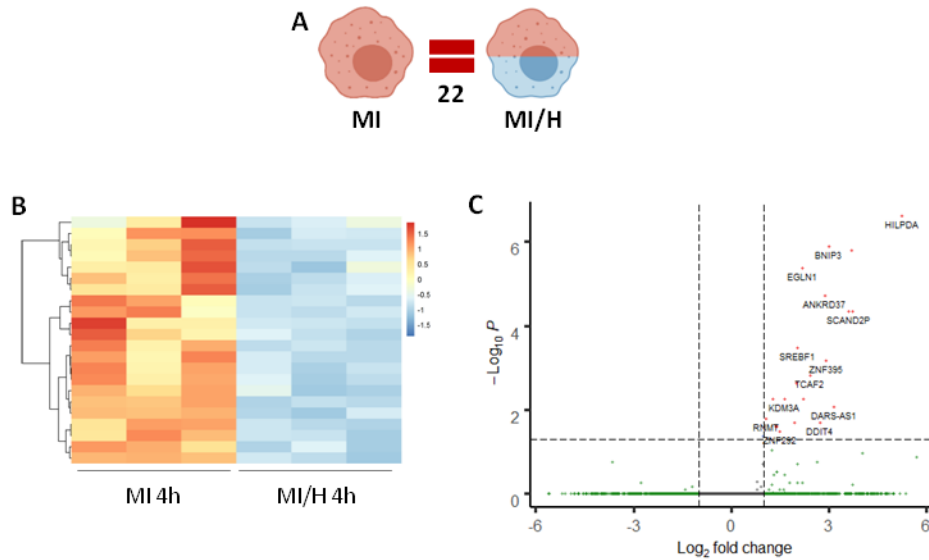 A
22
MI
MI/H
B
1.5
1
0.5
0
-0.5
-1
-1.5
MI 4h
MI/H 4h
C
6
4
2
0
-Log10 P
HILPDA
BNIP3
EGLN1
ANKRD37
SCAND2P
SREBF1
ZNF395
TCAF2
KDM3A
DARS-AS1
RNMT
DDIT4
ZNF292
-6
-3
0
3
6
Log2 fold change